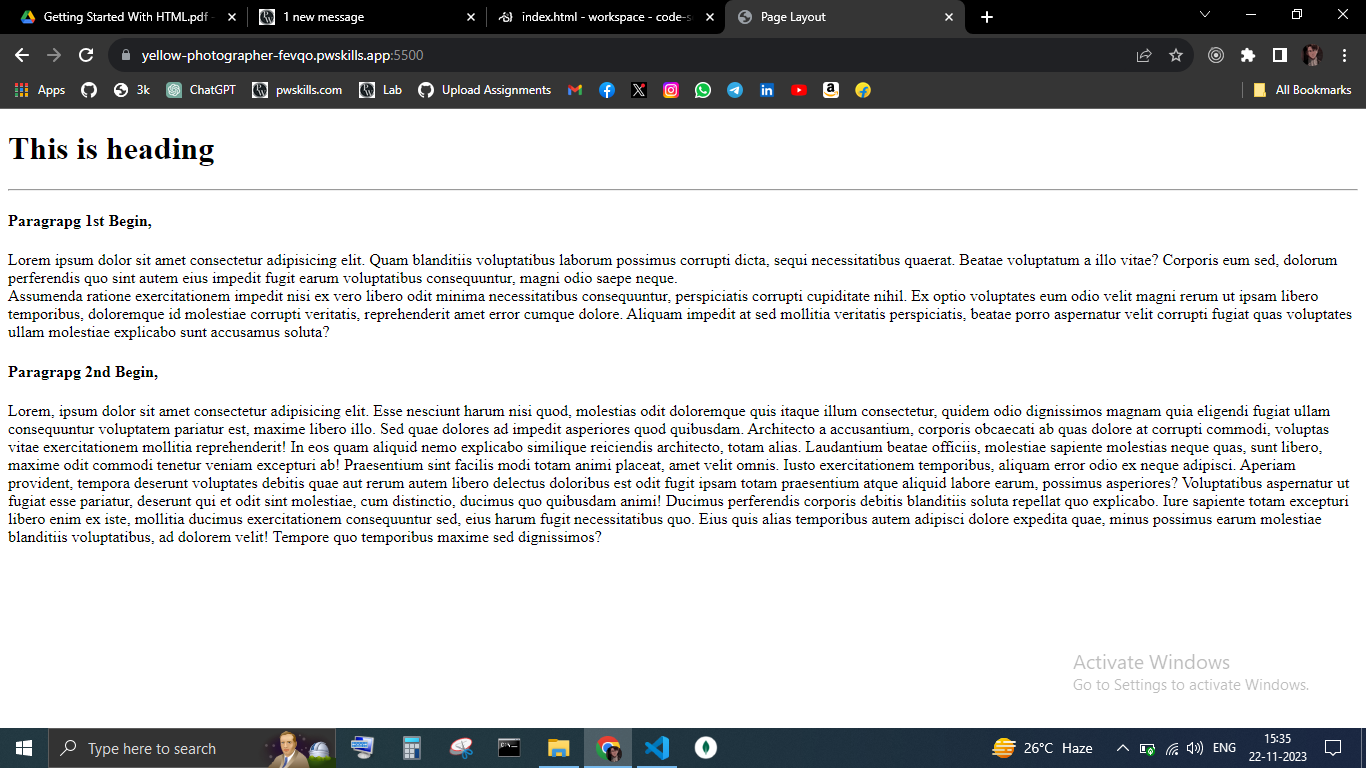 Getting Started With HTML.pdf -
1 new message
index.html - workspace - code-s
Page Layout
yellow-photographer-fevqo.pwskills.app:5500
Apps
3k
ChatGPT
pwskills.com
Lab
Upload Assignments
All Bookmarks
This is heading
Paragrapg 1st Begin,
Lorem ipsum dolor sit amet consectetur adipisicing elit. Quam blanditiis voluptatibus laborum possimus corrupti dicta, sequi necessitatibus quaerat. Beatae voluptatum a illo vitae? Corporis eum sed, dolorum
perferendis quo sint autem eius impedit fugit earum voluptatibus consequuntur, magni odio saepe neque.
Assumenda ratione exercitationem impedit nisi ex vero libero odit minima necessitatibus consequuntur, perspiciatis corrupti cupiditate nihil. Ex optio voluptates eum odio velit magni rerum ut ipsam libero
temporibus, doloremque id molestiae corrupti veritatis, reprehenderit amet error cumque dolore. Aliquam impedit at sed mollitia veritatis perspiciatis, beatae porro aspernatur velit corrupti fugiat quas voluptates
ullam molestiae explicabo sunt accusamus soluta?
Paragrapg 2nd Begin,
Lorem, ipsum dolor sit amet consectetur adipisicing elit. Esse nesciunt harum nisi quod, molestias odit doloremque quis itaque illum consectetur, quidem odio dignissimos magnam quia eligendi fugiat ullam
consequuntur voluptatem pariatur est, maxime libero illo. Sed quae dolores ad impedit asperiores quod quibusdam. Architecto a accusantium, corporis obcaecati ab quas dolore at corrupti commodi, voluptas
vitae exercitationem mollitia reprehenderit! In eos quam aliquid nemo explicabo similique reiciendis architecto, totam alias. Laudantium beatae officiis, molestiae sapiente molestias neque quas, sunt libero,
maxime odit commodi tenetur veniam excepturi ab! Praesentium sint facilis modi totam animi placeat, amet velit omnis. Iusto exercitationem temporibus, aliquam error odio ex neque adipisci. Aperiam
provident, tempora deserunt voluptates debitis quae aut rerum autem libero delectus doloribus est odit fugit ipsam totam praesentium atque aliquid labore earum, possimus asperiores? Voluptatibus aspernatur ut
fugiat esse pariatur, deserunt qui et odit sint molestiae, cum distinctio, ducimus quo quibusdam animi! Ducimus perferendis corporis debitis blanditiis soluta repellat quo explicabo. Iure sapiente totam excepturi
libero enim ex iste, mollitia ducimus exercitationem consequuntur sed, eius harum fugit necessitatibus quo. Eius quis alias temporibus autem adipisci dolore expedita quae, minus possimus earum molestiae
blanditiis voluptatibus, ad dolorem velit! Tempore quo temporibus maxime sed dignissimos?
Activate Windows
Go to Settings to activate Windows.
Type here to search
26°C Haze
ENG
15:35
22-11-2023